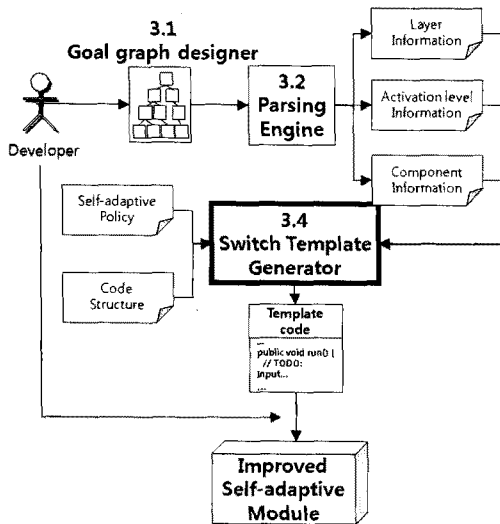 3.1
Goal graph designer
Layer
Information
3.2
Parsing
Engine
Activation level
Information
Developer
Component
Information
Self-adaptive
Policy
3.4
Switch Template
Generator
Code
Structure
Template
code
...
public void run() {
// TODO:
Input...
....
Improved
Self-adaptive
Module